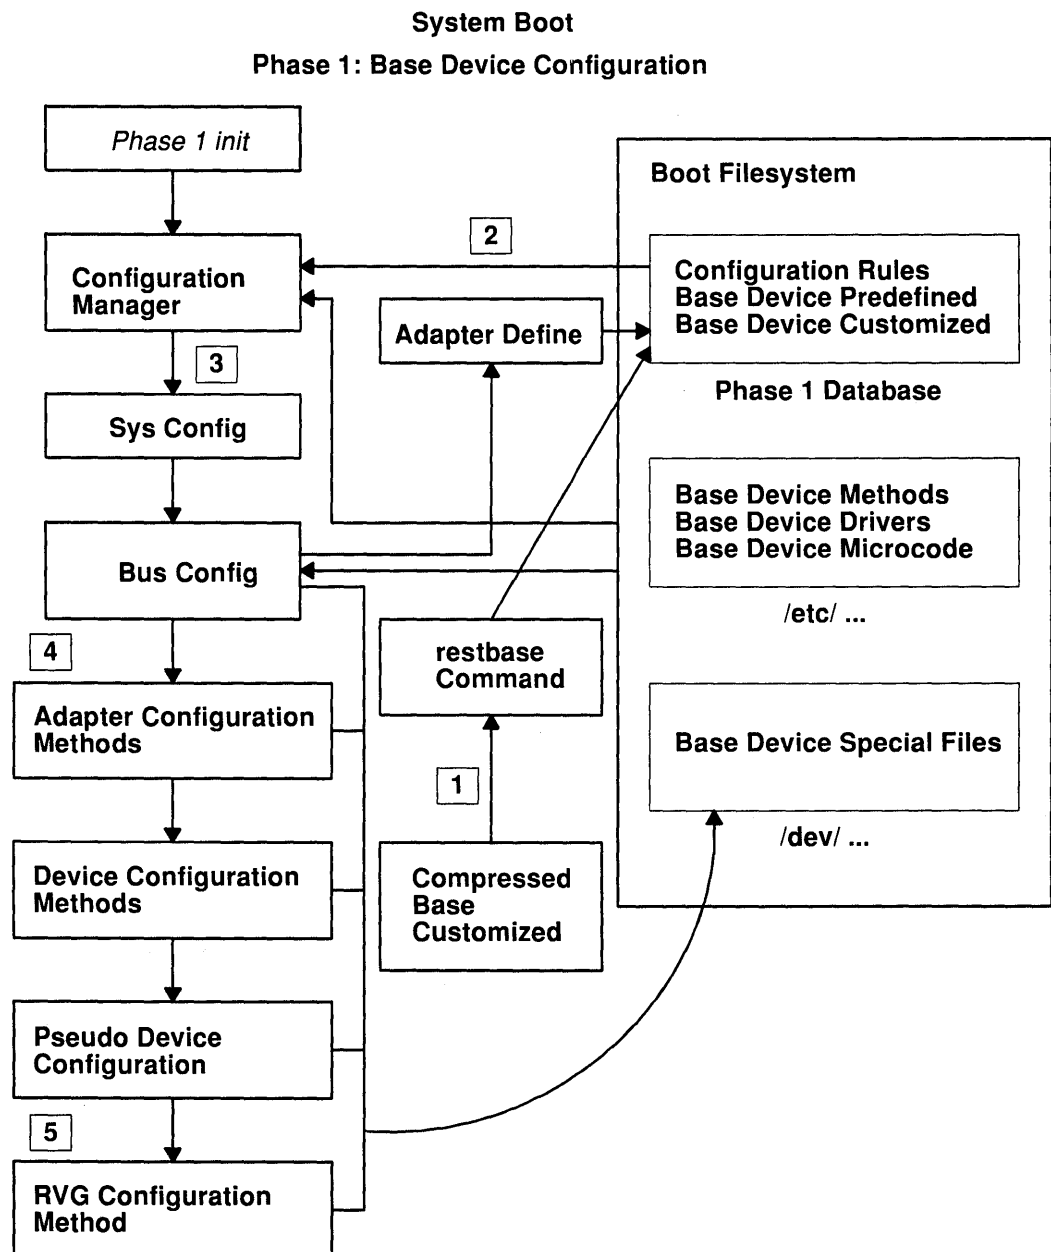 System Boot
Phase 1: Base Device Configuration
Phase 1 init
Boot Filesystem
2
Configuration
Manager
Configuration Rules
Base Device Predefined
Base Device Customized
Adapter Define
3
Phase 1 Database
Sys Config
Base Device Methods
Base Device Drivers
Base Device Microcode
Bus Config
/etc/ ...
4
restbase
Command
Adapter Configuration
Methods
Base Device Special Files
1
/dev/ ...
Device Configuration
Methods
Compressed
Base
Customized
Pseudo Device
Configuration
5
RVG Configuration
Method